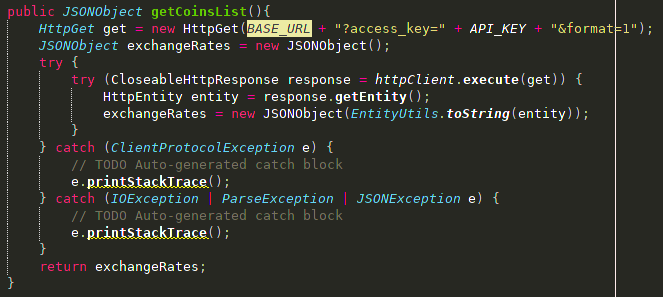 public JSONObject getCoinsList(){
    HttpGet get = new HttpGet(BASE_URL + "?access_key=" + API_KEY + "&format=1");
    JSONObject exchangeRates = new JSONObject();
    try {
        try (CloseableHttpResponse response = httpClient.execute(get)) {
            HttpEntity entity = response.getEntity();
            exchangeRates = new JSONObject(EntityUtils.toString(entity));
        }
    } catch (ClientProtocolException e) {
        // TODO Auto-generated catch block
        e.printStackTrace();
    } catch (IOException | ParseException | JSONException e) {
        // TODO Auto-generated catch block
        e.printStackTrace();
    }
    return exchangeRates;
}